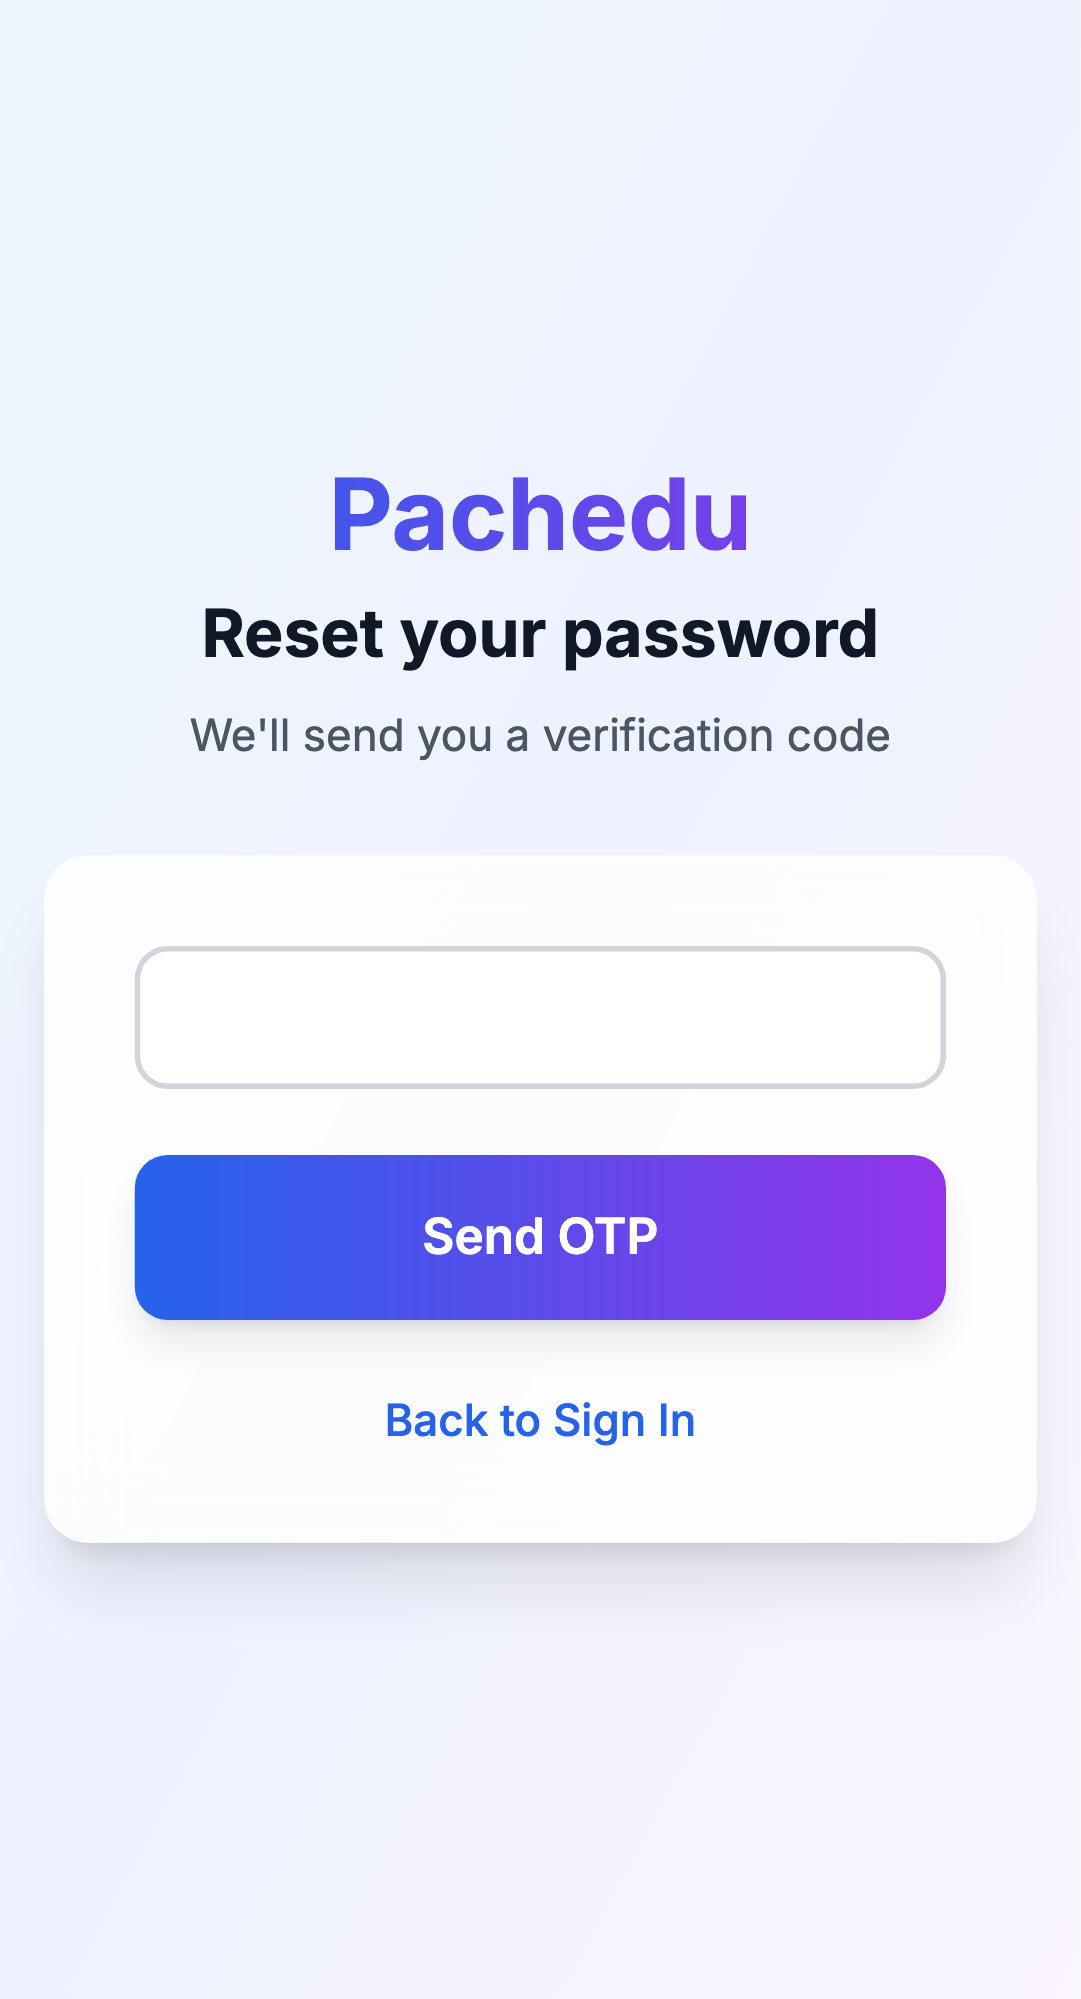 Pachedu
Reset your password
We'll send you a verification code
Send OTP
Back to Sign In